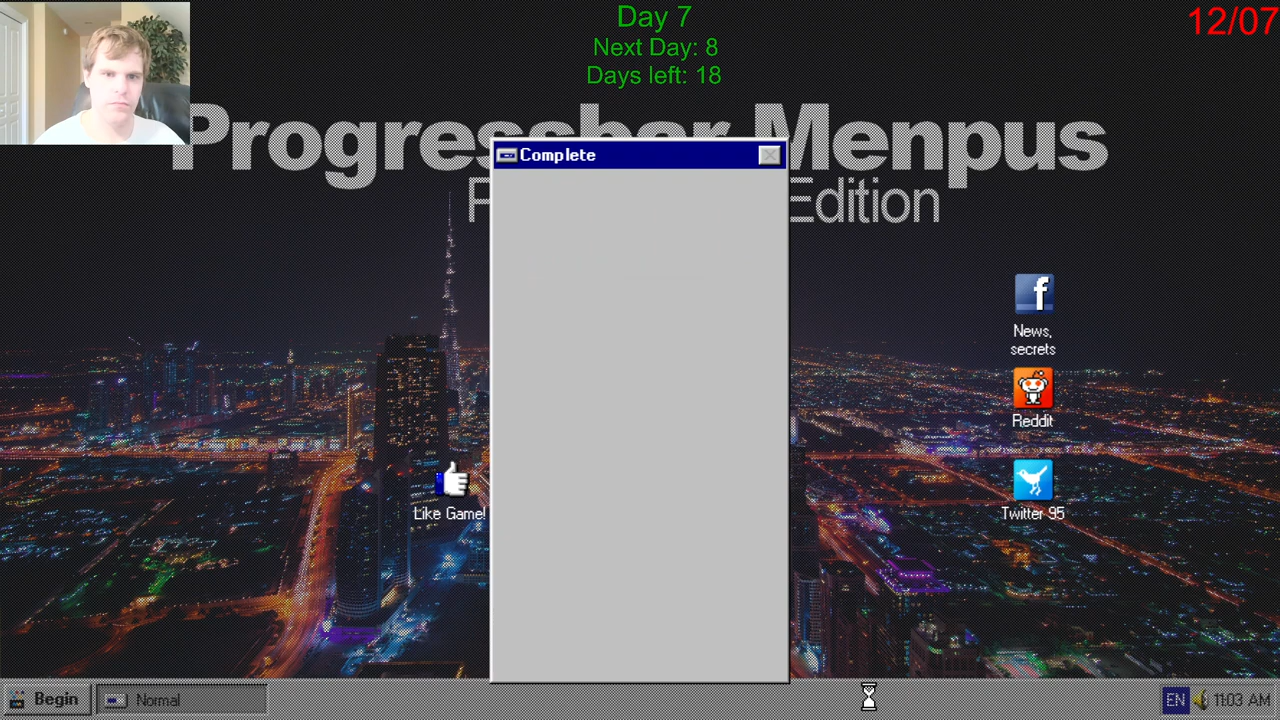 Day 7
Next Day: 8
Days left: 18
12/07
Progressbar Menpus
Edition
Complete
News,
secrets
Reddit
Like Game!
Twitter 95
Begin
Normal
EN
11:03 AM